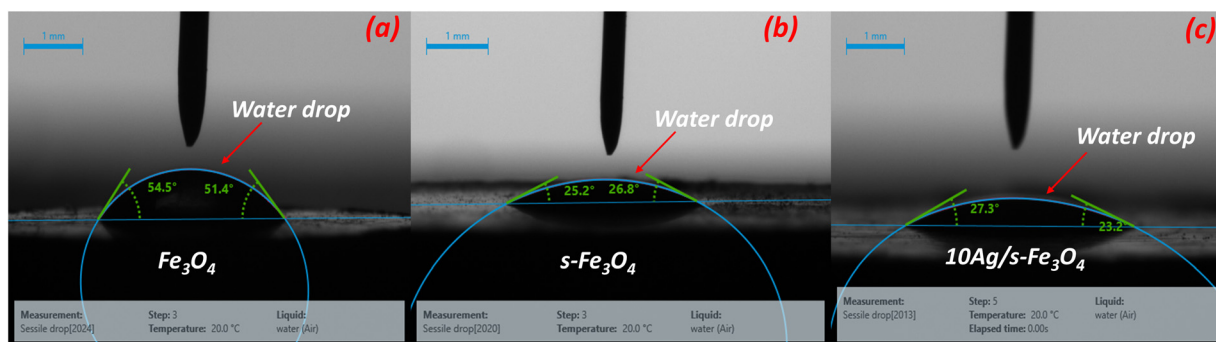 (a)
1 mm
Water drop
54.5°
51.4°
Fe₃O₄
Measurement:
Sessile drop[2024]
Step: 3
Temperature: 20.0 °C
Liquid:
water (Air)
(b)
1 mm
Water drop
25.2°
26.8°
s-Fe₃O₄
Measurement:
Sessile drop[2020]
Step: 3
Temperature: 20.0 °C
Liquid:
water (Air)
(c)
1 mm
Water drop
27.3°
23.2°
10Ag/s-Fe₃O₄
Measurement:
Sessile drop[2013]
Step: 5
Temperature: 20.0 °C
Elapsed time: 0.00s
Liquid:
water (Air)